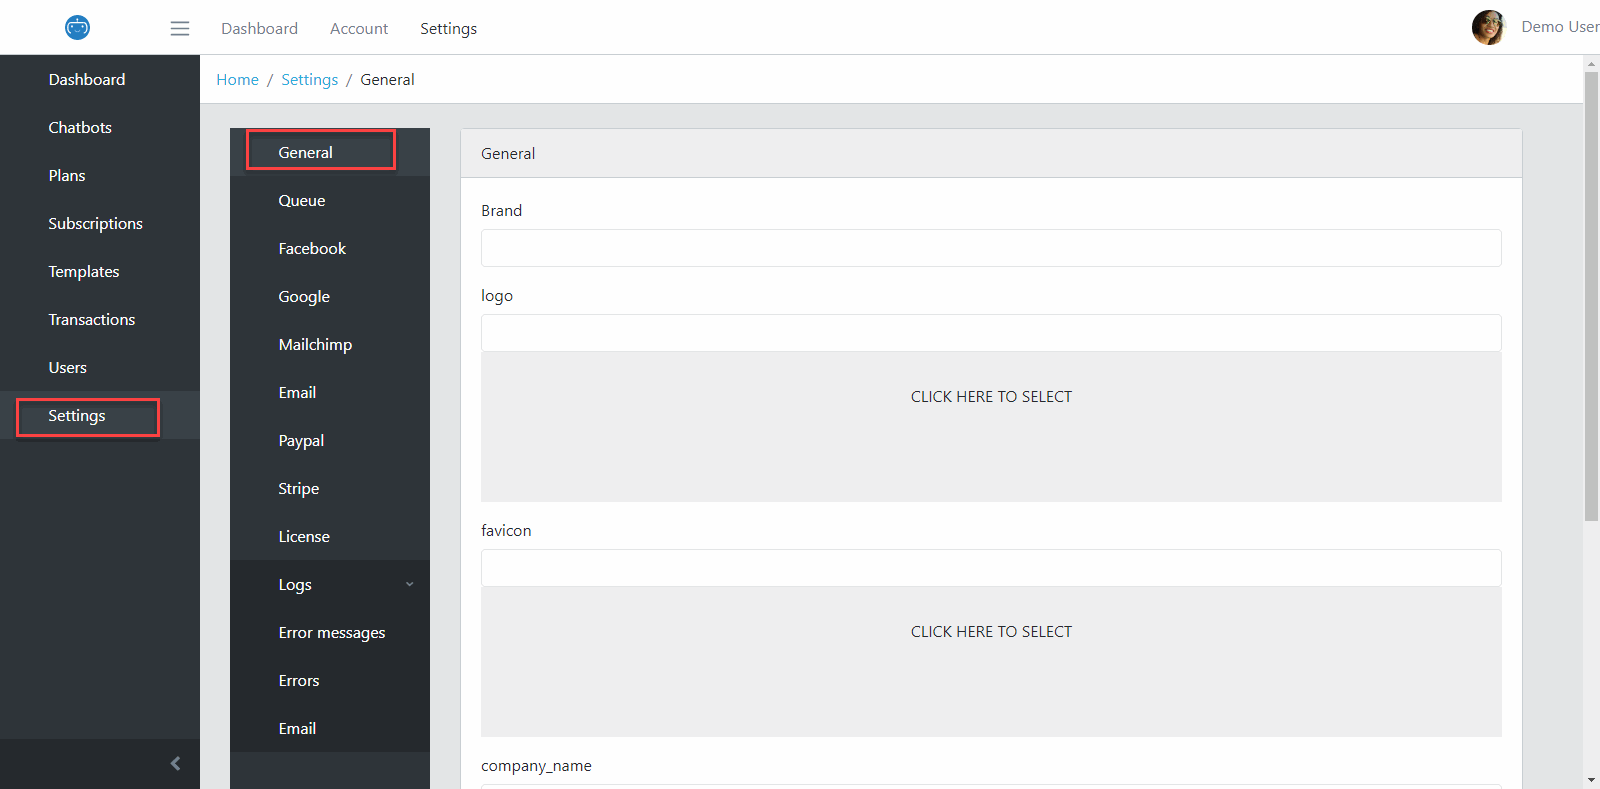 Dashboard Account Settings Demo User
Dashboard
Chatbots
Plans
Subscriptions
Templates
Transactions
Users
Settings
Home / Settings / General
General
Queue
Facebook
Google
Mailchimp
Email
Paypal
Stripe
License
Logs
Error messages
Errors
Email
General
Brand
logo
CLICK HERE TO SELECT
favicon
CLICK HERE TO SELECT
company_name